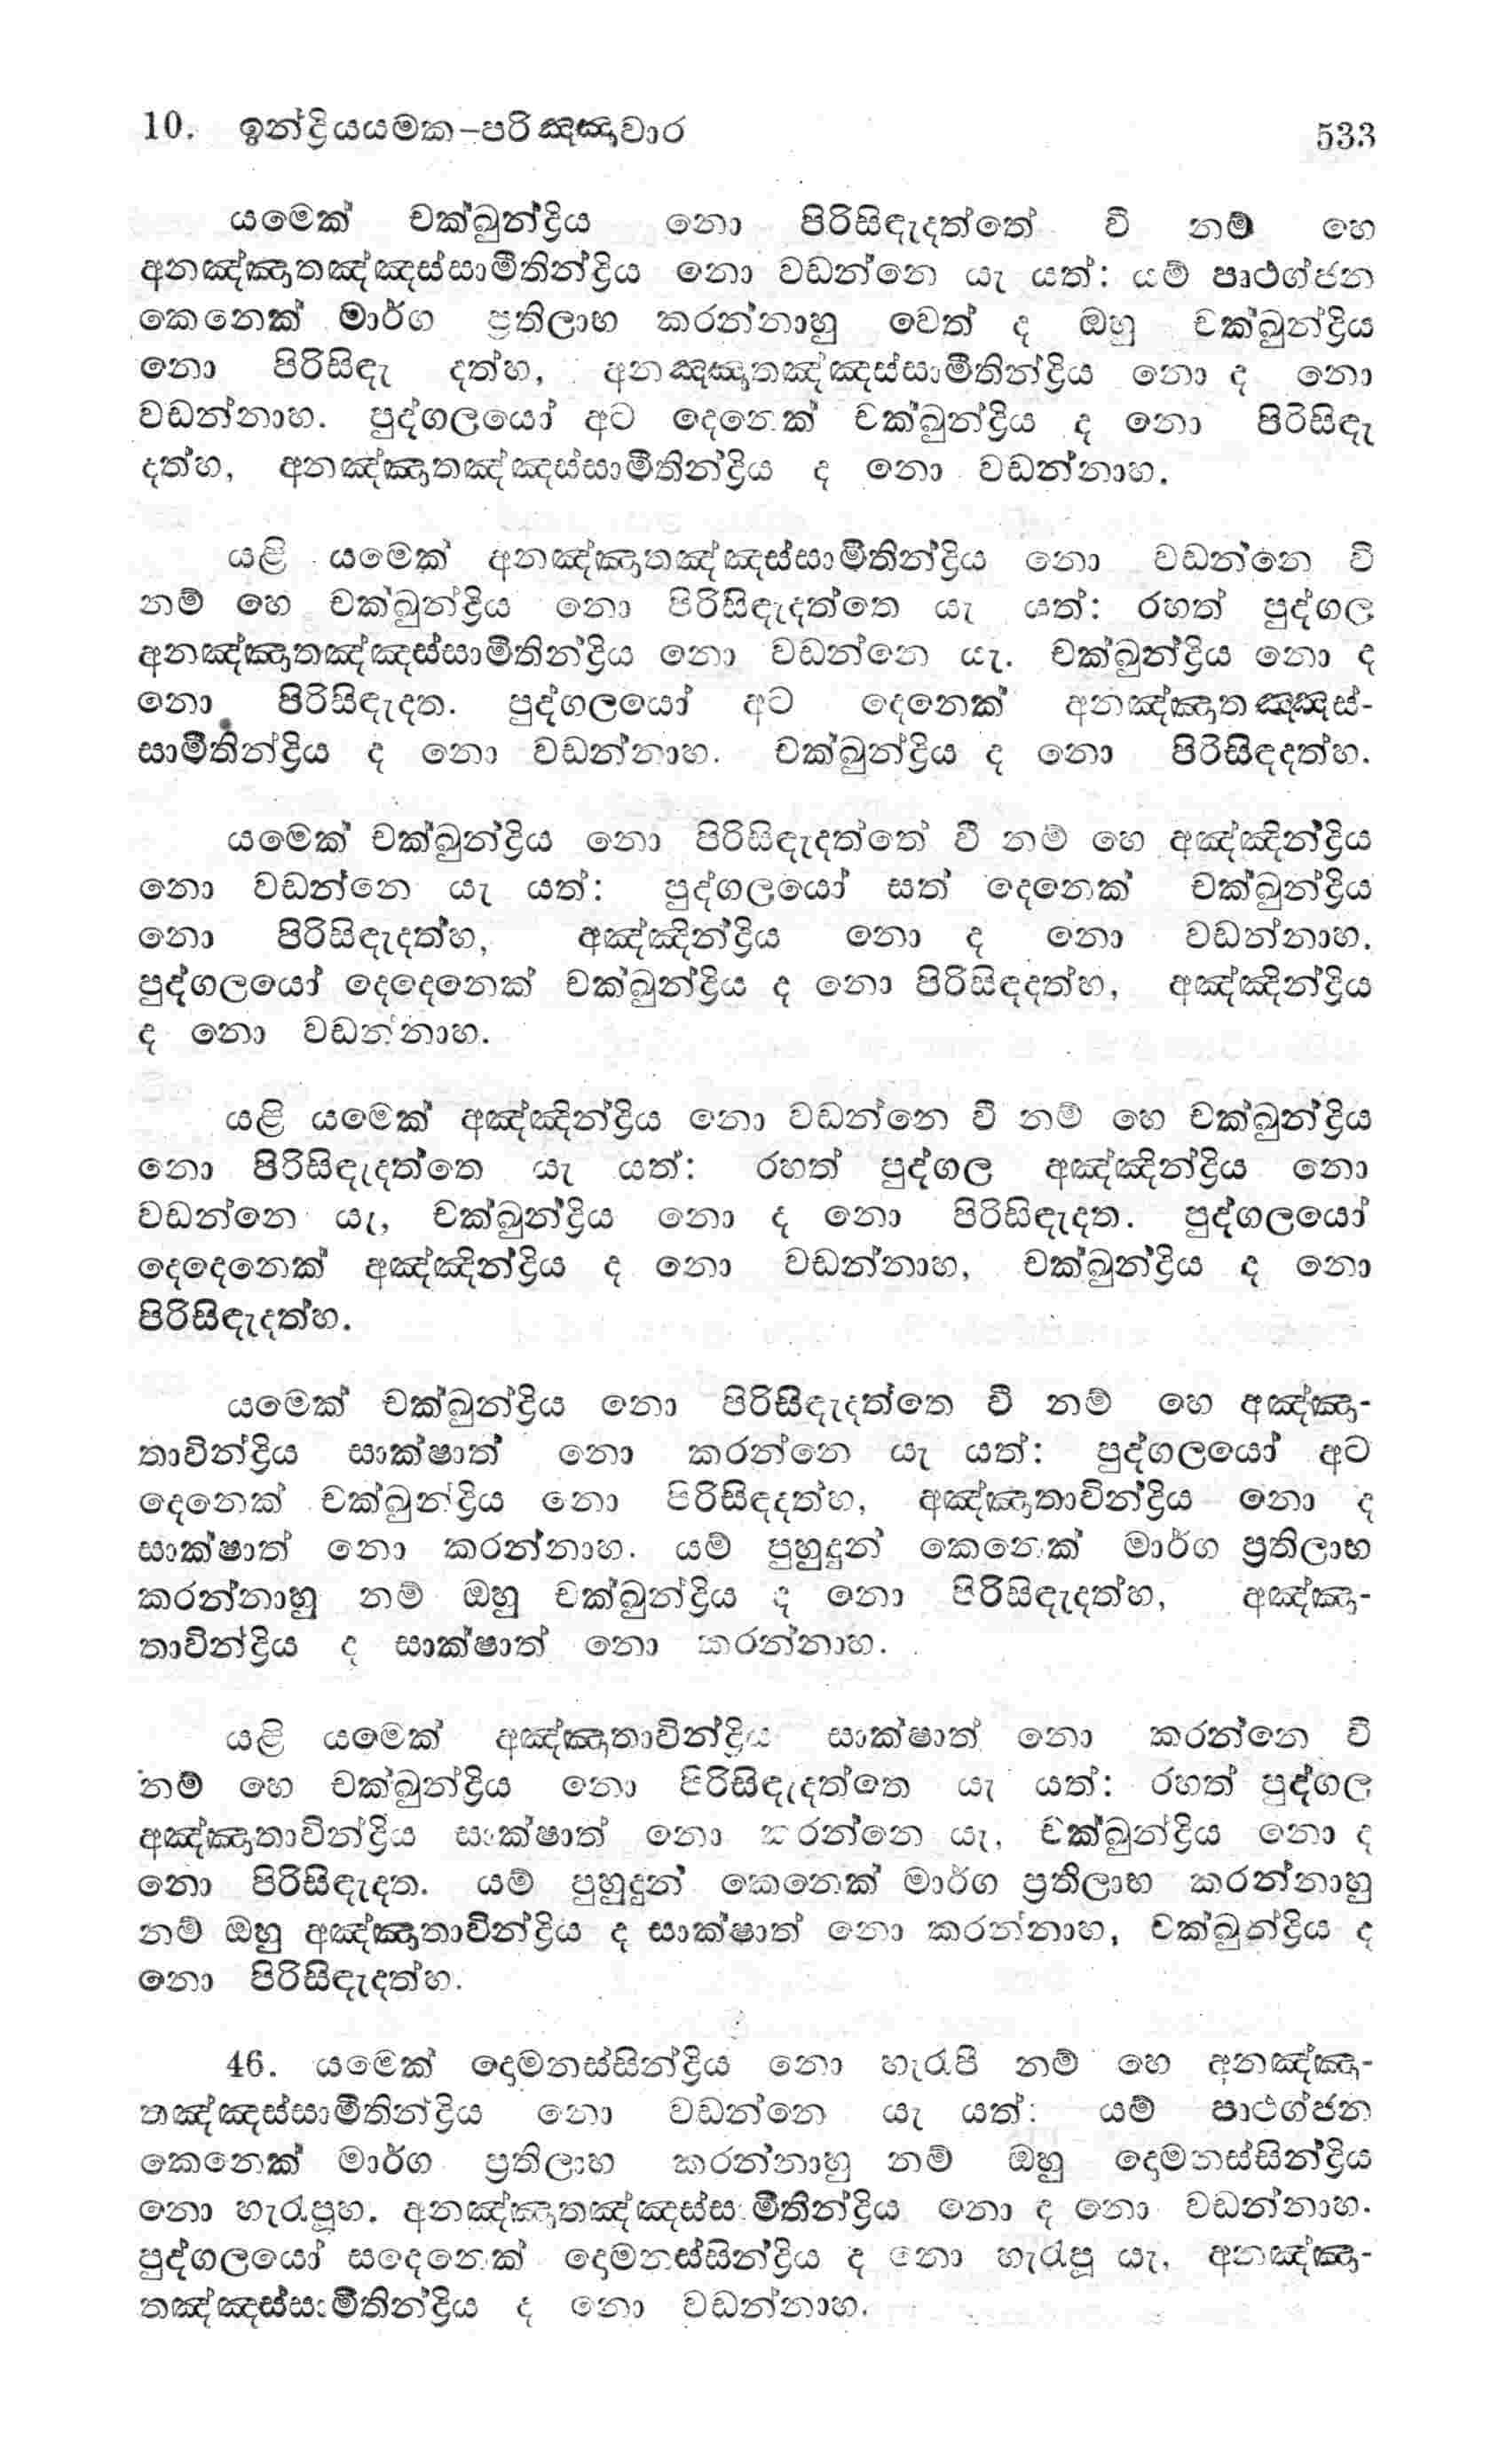 10. ඉන්ද්‍රියයමක-පරිඤ්ඤාවාර 533
යමෙක් චක්ඛුන්ද්‍රිය නො පිරිසිඳැදත්තේ වී නම් හෙ
අනඤ්ඤාතඤ්ඤස්සාමීතින්ද්‍රිය නො වඩන්නෙ යැ යත්: යම් පෘථග්ජන
කෙනෙක් මාර්ග ප්‍රතිලාභ කරන්නාහු වෙත් ද ඔහු චක්ඛුන්ද්‍රිය
නො පිරිසිඳැ දත්හ, අනඤ්ඤාතඤ්ඤස්සාමීතින්ද්‍රිය නො ද නො
වඩන්නාහ. පුද්ගලයෝ අට දෙනෙක් චක්ඛුන්ද්‍රිය ද නො පිරිසිඳැ
දත්හ, අනඤ්ඤාතඤ්ඤස්සාමීතින්ද්‍රිය ද නො වඩන්නාහ.
යළි යමෙක් අනඤ්ඤාතඤ්ඤස්සාමීතින්ද්‍රිය නො වඩන්නෙ වී
නම් හෙ චක්ඛුන්ද්‍රිය නො පිරිසිඳැදත්තෙ යැ යත්: රහත් පුද්ගල
අනඤ්ඤාතඤ්ඤස්සාමීතින්ද්‍රිය නො වඩන්නෙ යැ. චක්ඛුන්ද්‍රිය නො ද
නො පිරිසිඳැදත. පුද්ගලයෝ අට දෙනෙක් අනඤ්ඤාතඤ්ඤස්-
සාමීතින්ද්‍රිය ද නො වඩන්නාහ. චක්ඛුන්ද්‍රිය ද නො පිරිසිඳදත්හ.
යමෙක් චක්ඛුන්ද්‍රිය නො පිරිසිඳැදත්තේ වී නම් හෙ අඤ්ඤින්ද්‍රිය
නො වඩන්නෙ යැ යත්: පුද්ගලයෝ සත් දෙනෙක් චක්ඛුන්ද්‍රිය
නො පිරිසිඳැදත්හ, අඤ්ඤින්ද්‍රිය නො ද නො වඩන්නාහ.
පුද්ගලයෝ දෙදෙනෙක් චක්ඛුන්ද්‍රිය ද නො පිරිසිඳදත්හ, අඤ්ඤින්ද්‍රිය
ද නො වඩන්නාහ.
යළි යමෙක් අඤ්ඤින්ද්‍රිය නො වඩන්නෙ වී නම් හෙ චක්ඛුන්ද්‍රිය
නො පිරිසිඳැදත්තෙ යැ යත්: රහත් පුද්ගල අඤ්ඤින්ද්‍රිය නො
වඩන්නෙ යැ, චක්ඛුන්ද්‍රිය නො ද නො පිරිසිඳැදත. පුද්ගලයෝ
දෙදෙනෙක් අඤ්ඤින්ද්‍රිය ද නො වඩන්නාහ, චක්ඛුන්ද්‍රිය ද නො
පිරිසිඳැදත්හ.
යමෙක් චක්ඛුන්ද්‍රිය නො පිරිසිඳැදත්තෙ වී නම් හෙ අඤ්ඤා-
තාවින්ද්‍රිය සාක්ෂාත් නො කරන්නෙ යැ යත්: පුද්ගලයෝ අට
දෙනෙක් චක්ඛුන්ද්‍රිය නො පිරිසිඳදත්හ, අඤ්ඤාතාවින්ද්‍රිය නො ද
සාක්ෂාත් නො කරන්නාහ. යම් පුහුදුන් කෙනෙක් මාර්ග ප්‍රතිලාභ
කරන්නාහු නම් ඔහු චක්ඛුන්ද්‍රිය ද නො පිරිසිඳැදත්හ, අඤ්ඤා-
තාවින්ද්‍රිය ද සාක්ෂාත් නො කරන්නාහ.
යළි යමෙක් අඤ්ඤාතාවින්ද්‍රිය සාක්ෂාත් නො කරන්නෙ වී
නම් හෙ චක්ඛුන්ද්‍රිය නො පිරිසිඳැදත්තෙ යැ යත්: රහත් පුද්ගල
අඤ්ඤාතාවින්ද්‍රිය සාක්ෂාත් නො කරන්නෙ යැ, චක්ඛුන්ද්‍රිය නො ද
නො පිරිසිඳැදත. යම් පුහුදුන් කෙනෙක් මාර්ග ප්‍රතිලාභ කරන්නාහු
නම් ඔහු අඤ්ඤාතාවින්ද්‍රිය ද සාක්ෂාත් නො කරන්නාහ, චක්ඛුන්ද්‍රිය ද
නො පිරිසිඳැදත්හ.
46. යමෙක් දොමනස්සින්ද්‍රිය නො හැරැපී නම් හෙ අනඤ්ඤා-
තඤ්ඤස්සාමීතින්ද්‍රිය නො වඩන්නෙ යැ යත්: යම් පෘථග්ජන
කෙනෙක් මාර්ග ප්‍රතිලාභ කරන්නාහු නම් ඔහු දොමනස්සින්ද්‍රිය
නො හැරැපූහ. අනඤ්ඤාතඤ්ඤස්සාමීතින්ද්‍රිය නො ද නො වඩන්නාහ.
පුද්ගලයෝ සදෙනෙක් දොමනස්සින්ද්‍රිය ද නො හැරැපූ යැ, අනඤ්ඤා-
තඤ්ඤස්සාමීතින්ද්‍රිය ද නො වඩන්නාහ.